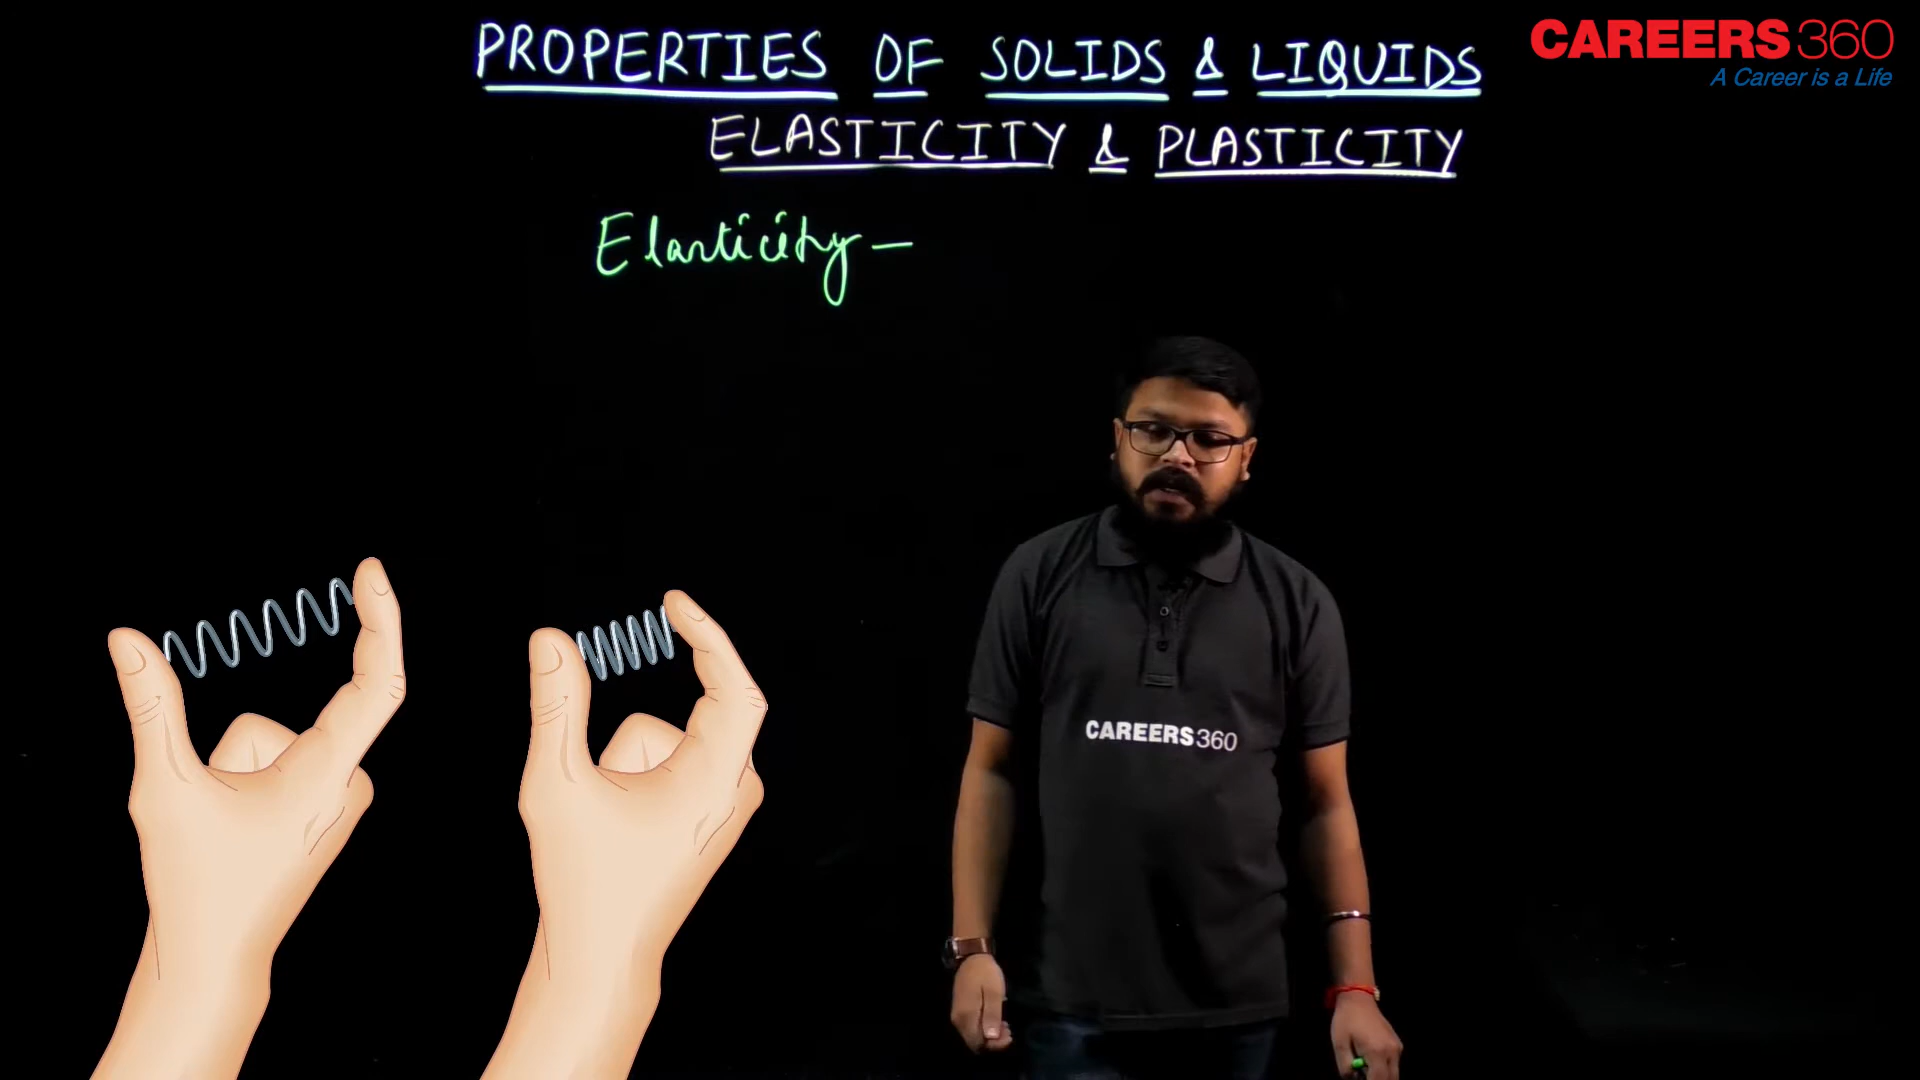 PROPERTIES OF SOLIDS & LIQUIDS
CAREERS360
A Career is a Life
ELASTICITY & PLASTICITY
Elasticity –
CAREERS360